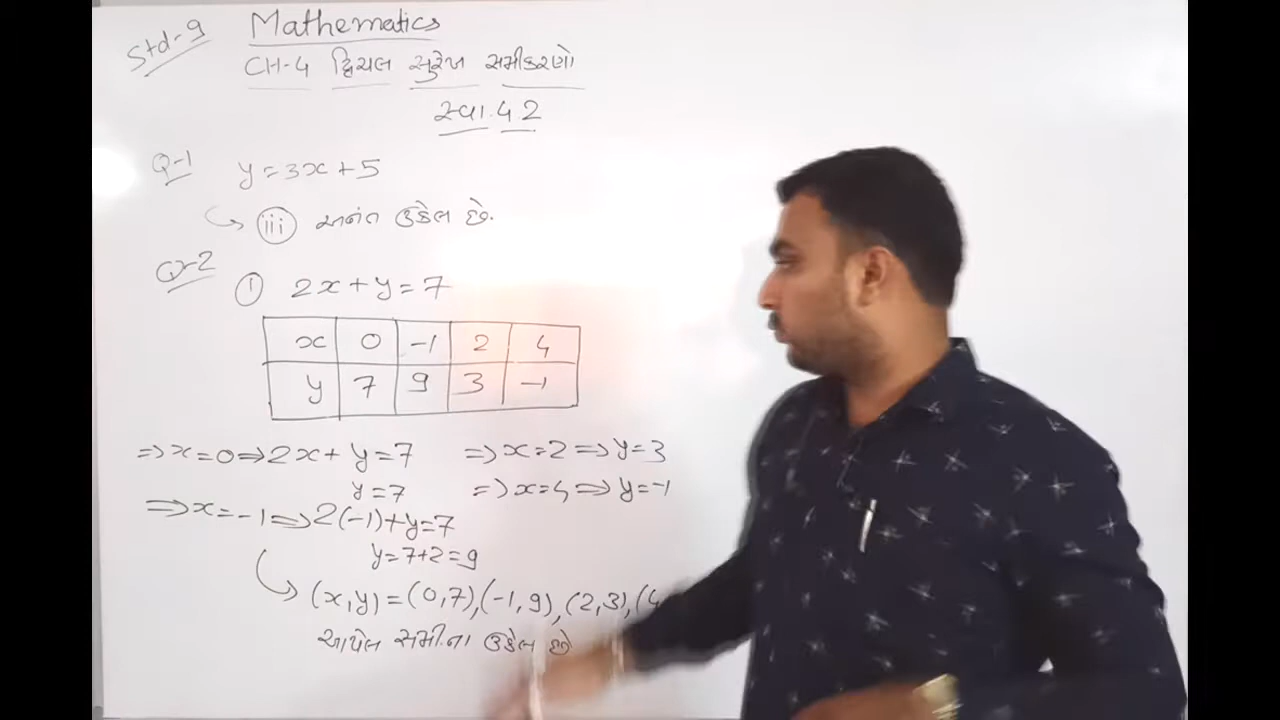 Std-9
Mathematics
CH-4 દ્વિચલ સુરેખ સમીકરણો
સ્વા. 4.2
Q-1 y=3x+5
(iii) અનંત ઉકેલ છે.
Q-2 (1) 2x+y=7
x 0 -1 2 4
y 7 9 3 -1
⇒x=0⇒2x+y=7 ⇒x=2⇒y=3
y=7 ⇒x=4⇒y=-1
⇒x=-1⇒2(-1)+y=7
y=7+2=9
(x,y)=(0,7),(-1,9),(2,3),(4
આપેલ સમી.ના ઉકેલ છે